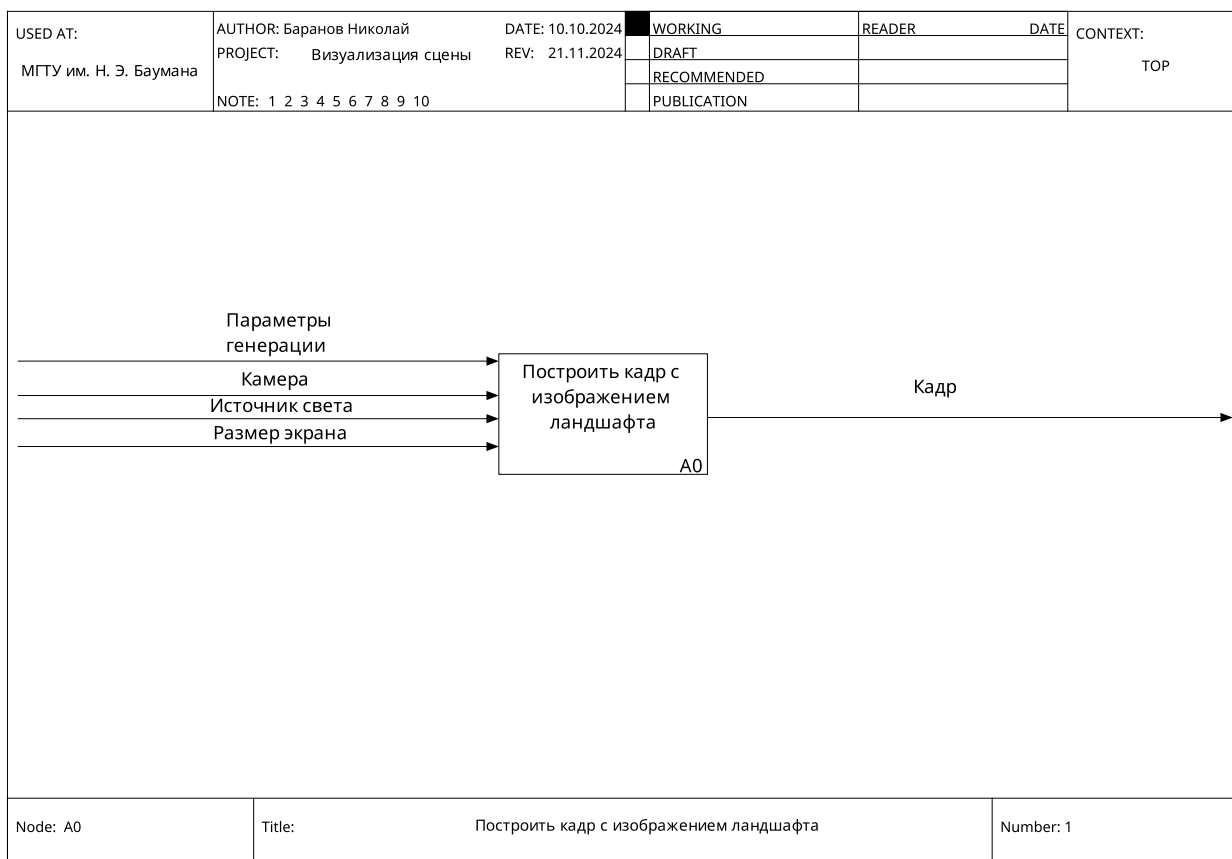 USED AT:
МГТУ им. Н. Э. Баумана
AUTHOR: Баранов Николай
DATE: 10.10.2024
PROJECT: Визуализация сцены
REV: 21.11.2024
NOTE: 1 2 3 4 5 6 7 8 9 10
WORKING
DRAFT
RECOMMENDED
PUBLICATION
READER DATE
CONTEXT:
TOP
Параметры
генерации
Камера
Источник света
Размер экрана
Построить кадр с
изображением
ландшафта
A0
Кадр
Node: A0
Title: Построить кадр с изображением ландшафта
Number: 1